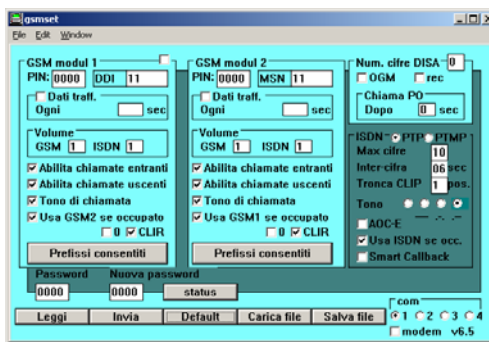 gsmset
File Edit Window
GSM modul 1
PIN: 0000 DDI 11
Dati traff.
Ogni sec
Volume
GSM 1 ISDN 1
Abilita chiamate entranti
Abilita chiamate uscenti
Tono di chiamata
Usa GSM2 se occupato
0 CLIR
Prefissi consentiti
GSM modul 2
PIN: 0000 MSN 11
Dati traff.
Ogni sec
Volume
GSM 1 ISDN 1
Abilita chiamate entranti
Abilita chiamate uscenti
Tono di chiamata
Usa GSM1 se occupato
0 CLIR
Prefissi consentiti
Num. cifre DISA 0
OGM rec
Chiama PO
Dopo 0 sec
ISDN PTP PTMP
Max cifre 10
Inter-cifra 06 sec
Tronca CLIP 1 pos.
Tono
AOC-E
Usa ISDN se occ.
Smart Callback
Password Nuova password
0000 0000 status
Leggi Invia Default Carica file Salva file
com
1 2 3 4
modem v6.5